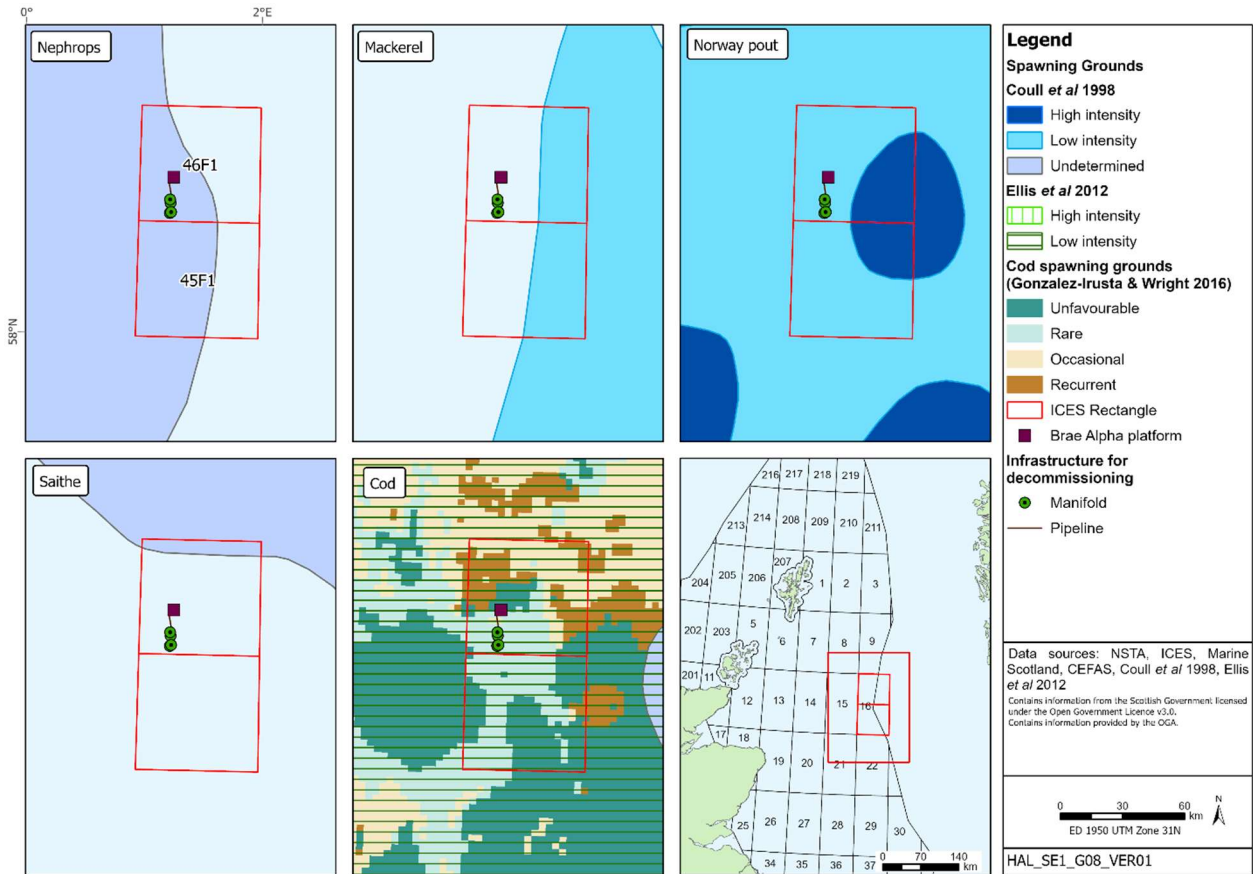 0°
2°E
Nephrops
Mackerel
Norway pout
46F1
45F1
58°N
Saithe
Cod
216 217 218 219
213 214 208 209 210 211
207
204 205 206 1 2 3
202 203 5 6 7 8 9
201 11 12 13 14 15 16
17 18 19 20 21 22
25 26 27 28 29 30
34 35 36 37
0 70 140
km
Legend
Spawning Grounds
Coull et al 1998
High intensity
Low intensity
Undetermined
Ellis et al 2012
High intensity
Low intensity
Cod spawning grounds
(Gonzalez-Irusta & Wright 2016)
Unfavourable
Rare
Occasional
Recurrent
ICES Rectangle
Brae Alpha platform
Infrastructure for
decommissioning
Manifold
Pipeline
Data sources: NSTA, ICES, Marine
Scotland, CEFAS, Coull et al 1998, Ellis
et al 2012
Contains information from the Scottish Government licensed
under the Open Government Licence v3.0.
Contains information provided by the OGA.
0 30 60
km
N
ED 1950 UTM Zone 31N
HAL_SE1_G08_VER01